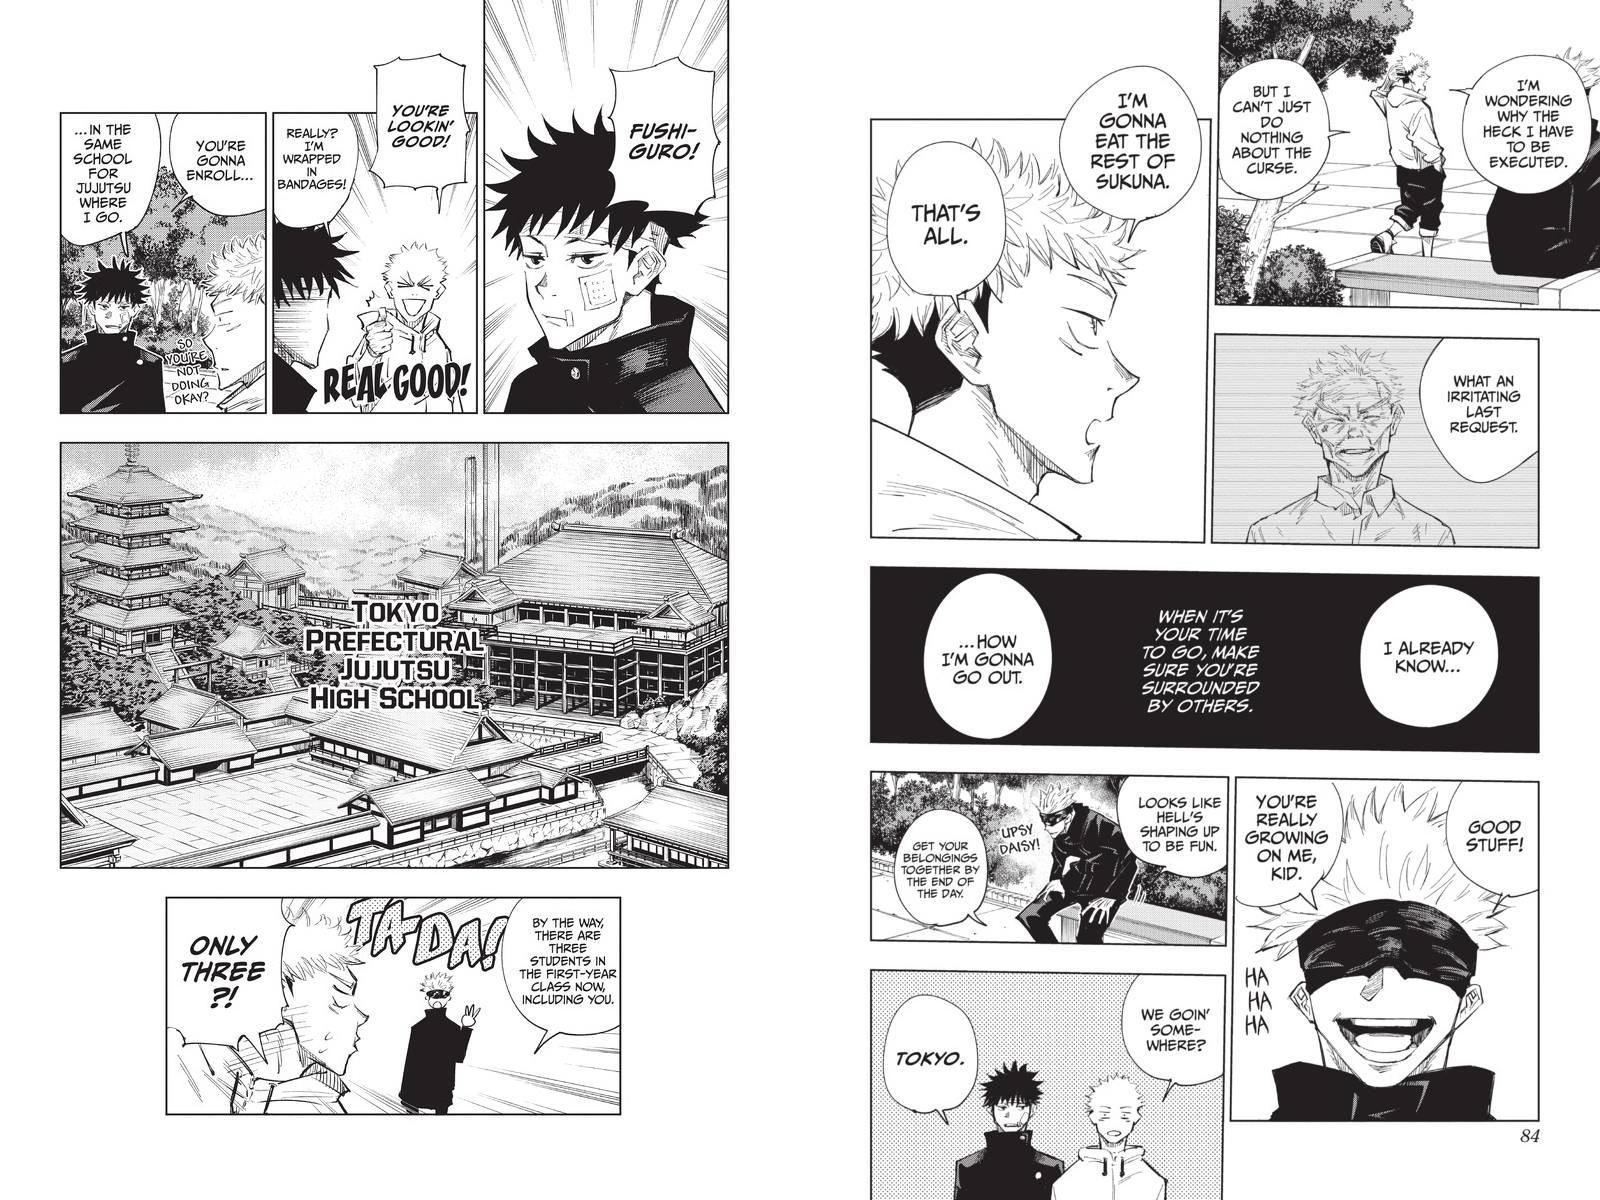 I'M
WONDERING
WHY THE
HECK I HAVE
TO BE
EXECUTED.
BUT I
CAN'T JUST
DO
NOTHING
ABOUT THE
CURSE.
I'M
GONNA
EAT THE
REST OF
SUKUNA.
THAT'S
ALL.
WHAT AN
IRRITATING
LAST
REQUEST.
I ALREADY
KNOW...
WHEN IT'S
YOUR TIME
TO GO, MAKE
SURE YOU'RE
SURROUNDED
BY OTHERS.
...HOW
I'M GONNA
GO OUT.
GOOD
STUFF!
YOU'RE
REALLY
GROWING
ON ME,
KID.
HA
HA
HA
LOOKS LIKE
HELL'S
SHAPING UP
TO BE FUN.
UPSY
DAISY!
GET YOUR
BELONGINGS
TOGETHER BY
THE END OF
THE DAY.
WE GOIN'
SOME-
WHERE?
TOKYO.
84
FUSHI-
GURO!
YOU'RE
LOOKIN'
GOOD!
REAL GOOD!
REALLY?
I'M
WRAPPED
IN
BANDAGES!
YOU'RE
GONNA
ENROLL...
...IN THE
SAME
SCHOOL
FOR
JUJUTSU
WHERE
I GO.
SO
YOU'RE
NOT
DOING
OKAY?
TOKYO
PREFECTURAL
JUJUTSU
HIGH SCHOOL
BY THE WAY,
THERE ARE
THREE
STUDENTS IN
THE FIRST-YEAR
CLASS NOW,
INCLUDING YOU.
TA-DA!
ONLY
THREE
?!